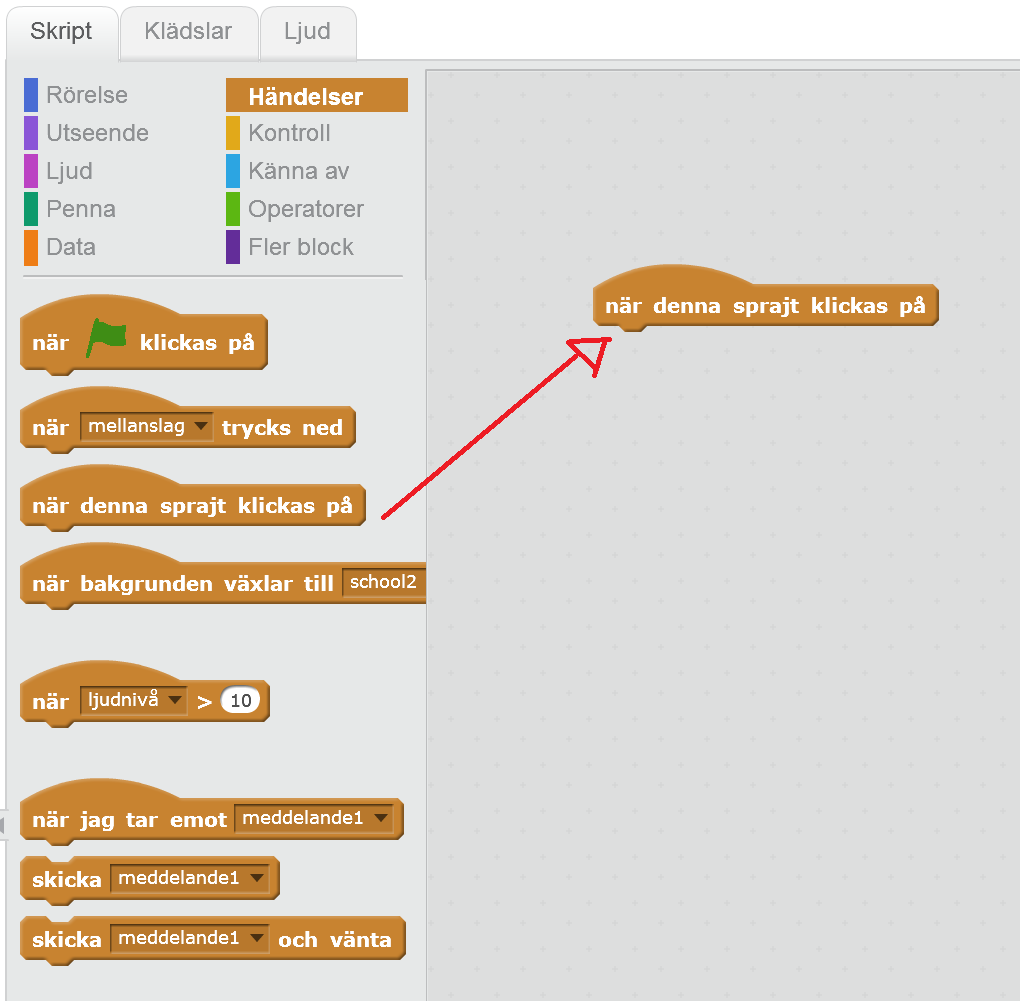 Skript Klädslar Ljud
Rörelse
Utseende
Ljud
Penna
Data
Händelser
Kontroll
Känna av
Operatorer
Fler block
när klickas på
när mellanslag trycks ned
när denna sprajt klickas på
när bakgrunden växlar till school2
när ljudnivå > 10
när jag tar emot meddelande1
skicka meddelande1
skicka meddelande1 och vänta
när denna sprajt klickas på